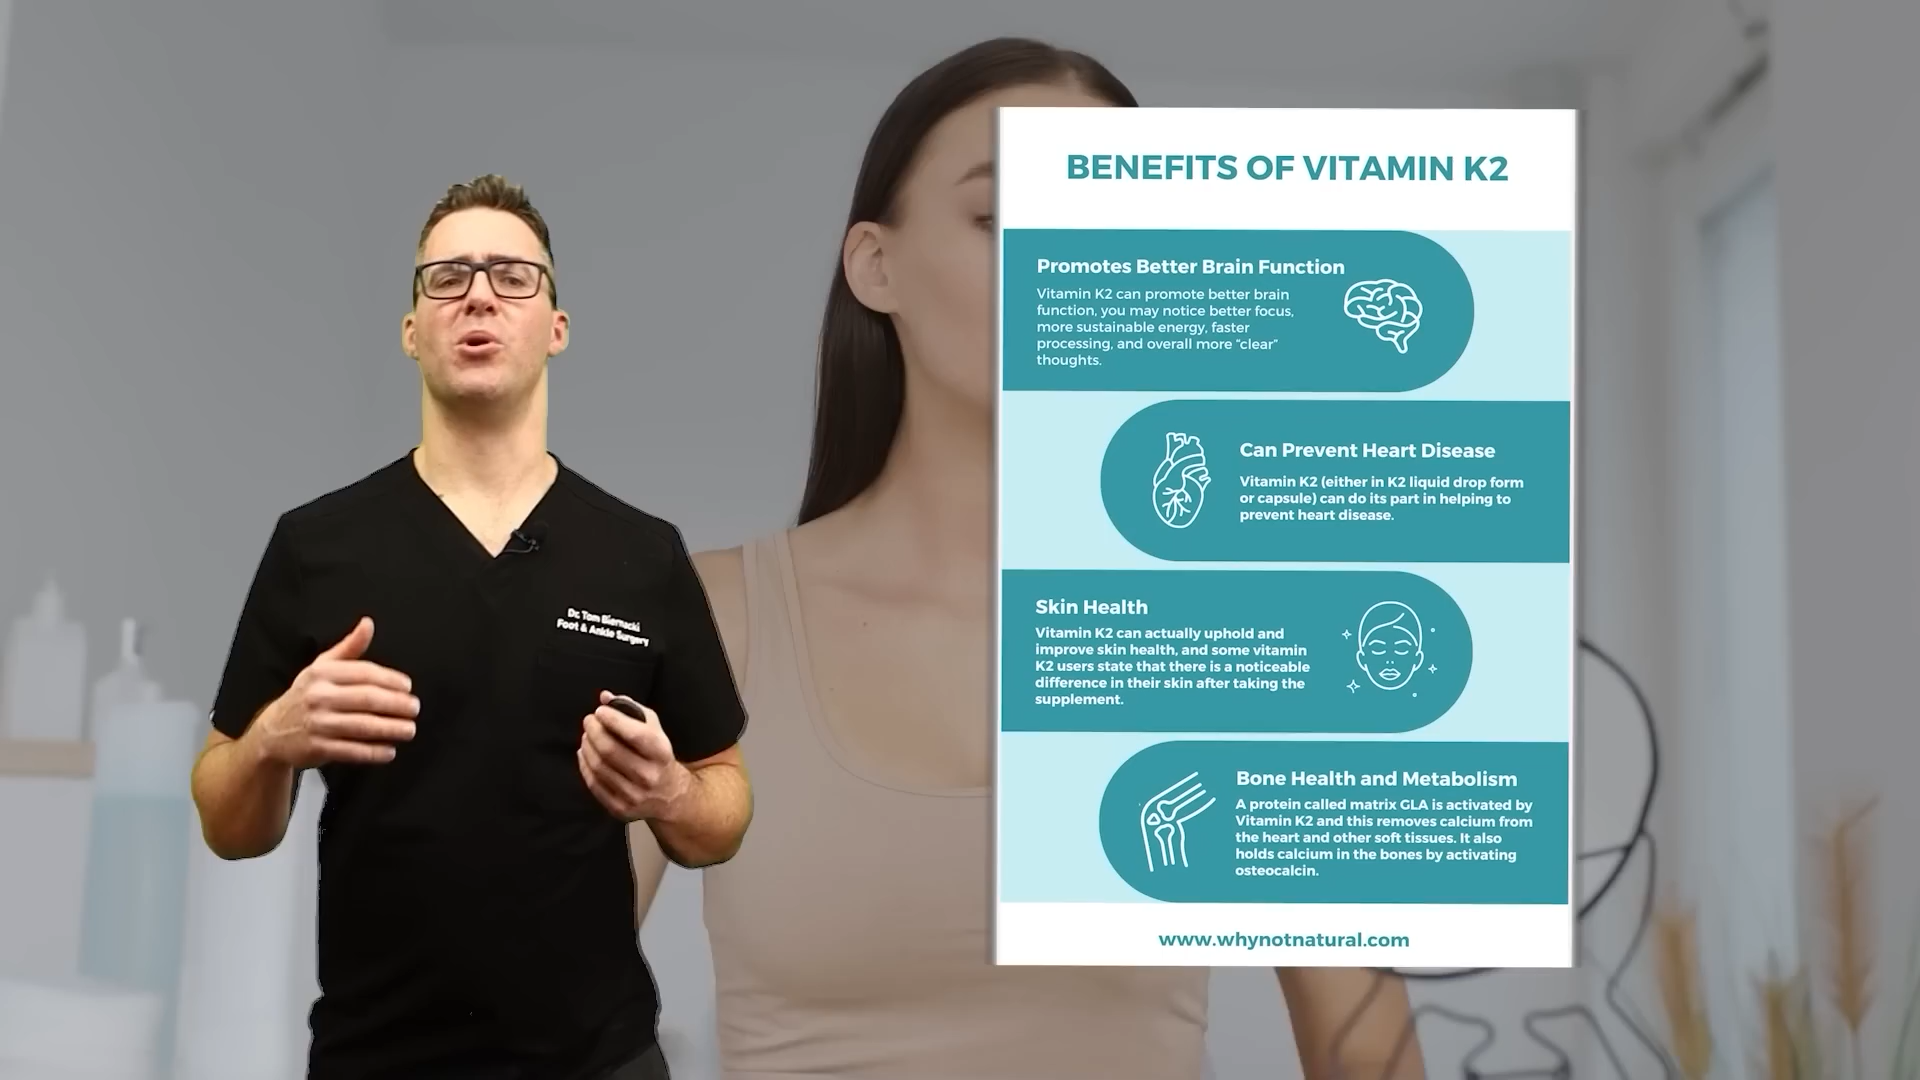 Dr. Tom Biernacki
Foot & Ankle Surgery
BENEFITS OF VITAMIN K2
Promotes Better Brain Function
Vitamin K2 can promote better brain
function, you may notice better focus,
more sustainable energy, faster
processing, and overall more “clear”
thoughts.
Can Prevent Heart Disease
Vitamin K2 (either in K2 liquid drop form
or capsule) can do its part in helping to
prevent heart disease.
Skin Health
Vitamin K2 can actually uphold and
improve skin health, and some vitamin
K2 users state that there is a noticeable
difference in their skin after taking the
supplement.
Bone Health and Metabolism
A protein called matrix GLA is activated by
Vitamin K2 and this removes calcium from
the heart and other soft tissues. It also
holds calcium in the bones by activating
osteocalcin.
www.whynotnatural.com